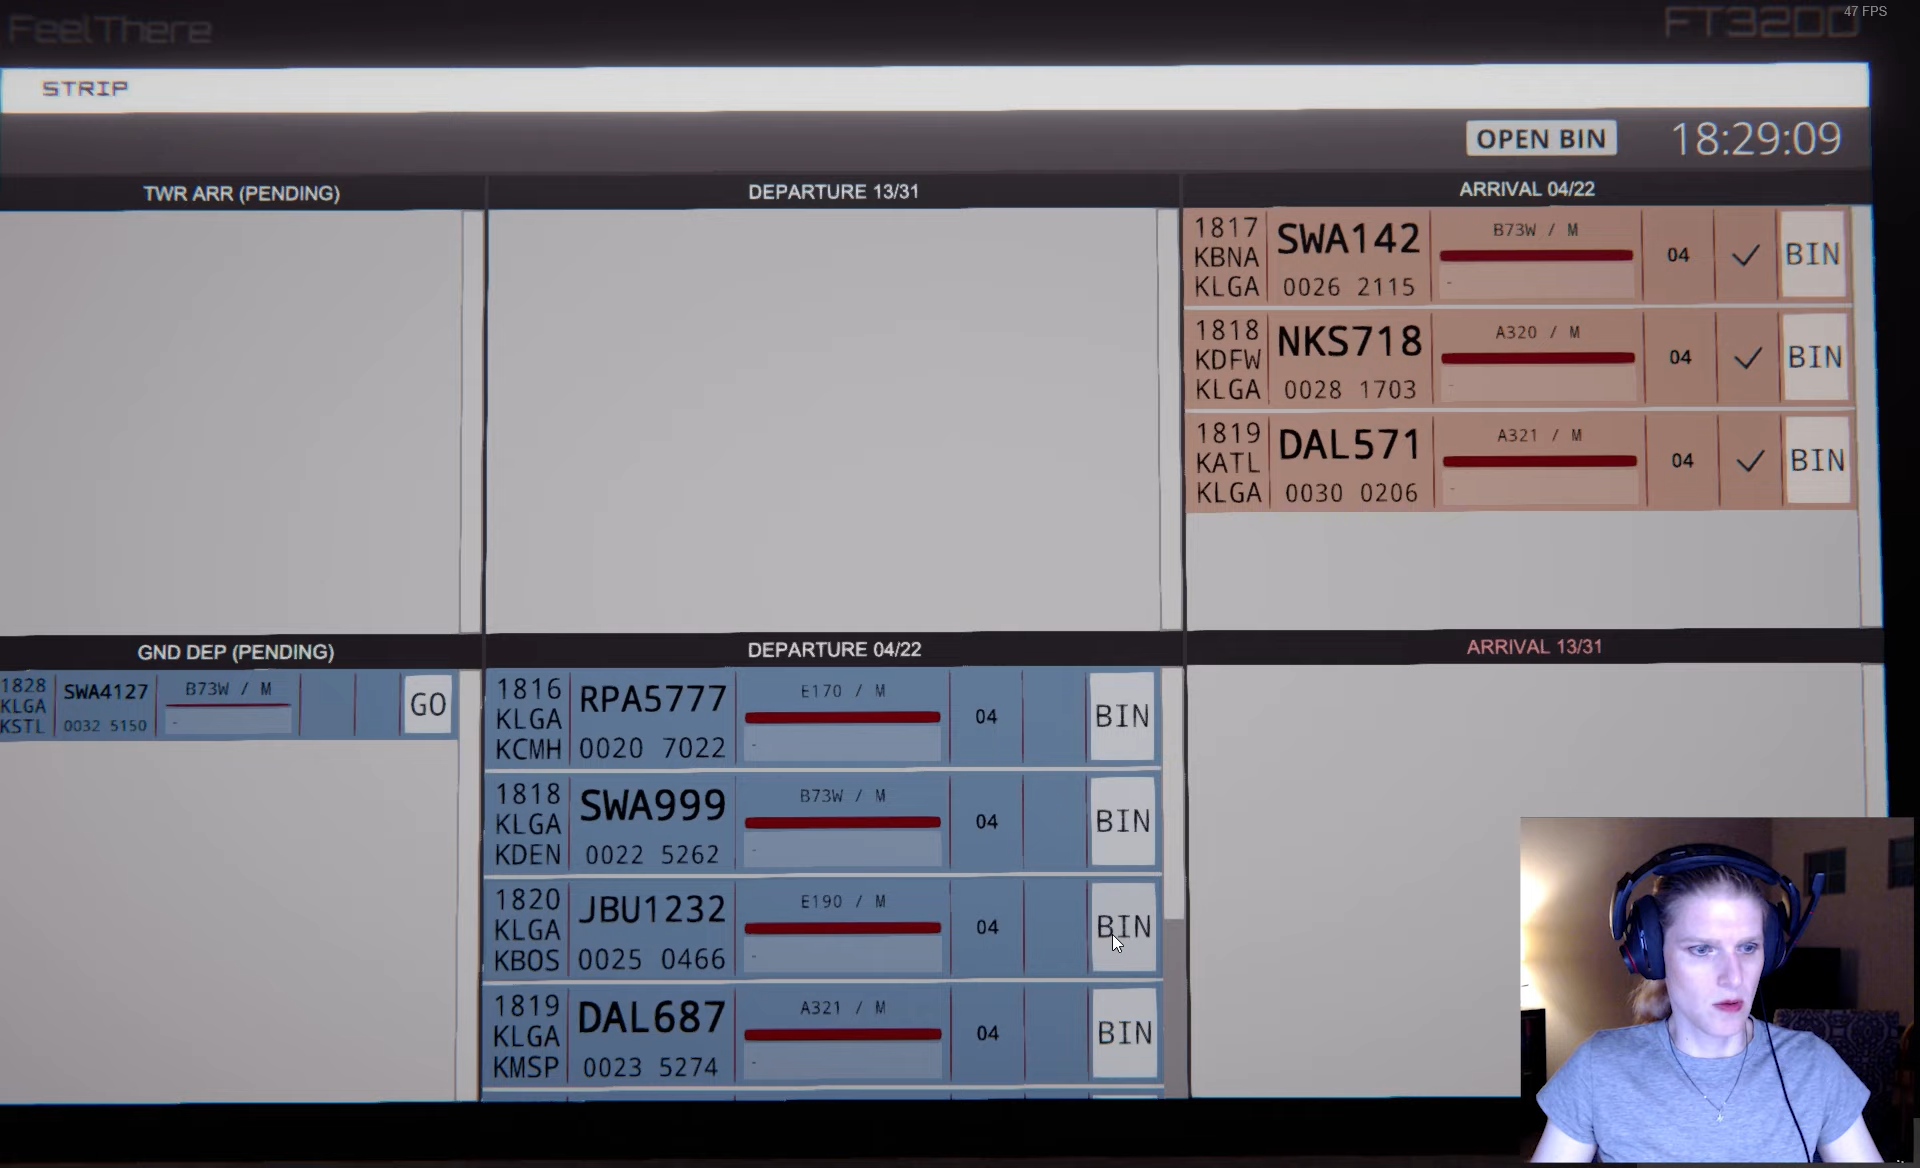 FeelThere
FT3200
47 FPS
STRIP
OPEN BIN
18:29:09
TWR ARR (PENDING)
DEPARTURE 13/31
ARRIVAL 04/22
1817
KBNA
KLGA
SWA142
0026 2115
B73W / M
-
04
✓
BIN
1818
KDFW
KLGA
NKS718
0028 1703
A320 / M
-
04
✓
BIN
1819
KATL
KLGA
DAL571
0030 0206
A321 / M
-
04
✓
BIN
GND DEP (PENDING)
1828
KLGA
KSTL
SWA4127
0032 5150
B73W / M
-
GO
DEPARTURE 04/22
1816
KLGA
KCMH
RPA5777
0020 7022
E170 / M
-
04
BIN
1818
KLGA
KDEN
SWA999
0022 5262
B73W / M
-
04
BIN
1820
KLGA
KBOS
JBU1232
0025 0466
E190 / M
-
04
BIN
1819
KLGA
KMSP
DAL687
0023 5274
A321 / M
-
04
BIN
ARRIVAL 13/31